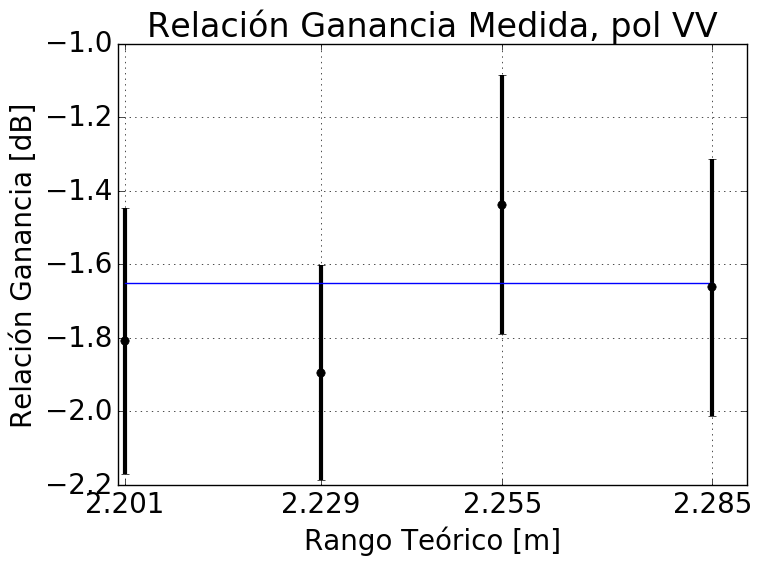 Relación Ganancia Medida, pol VV
Relación Ganancia [dB]
−1.0
−1.2
−1.4
−1.6
−1.8
−2.0
−2.2
2.201 2.229 2.255 2.285
Rango Teórico [m]